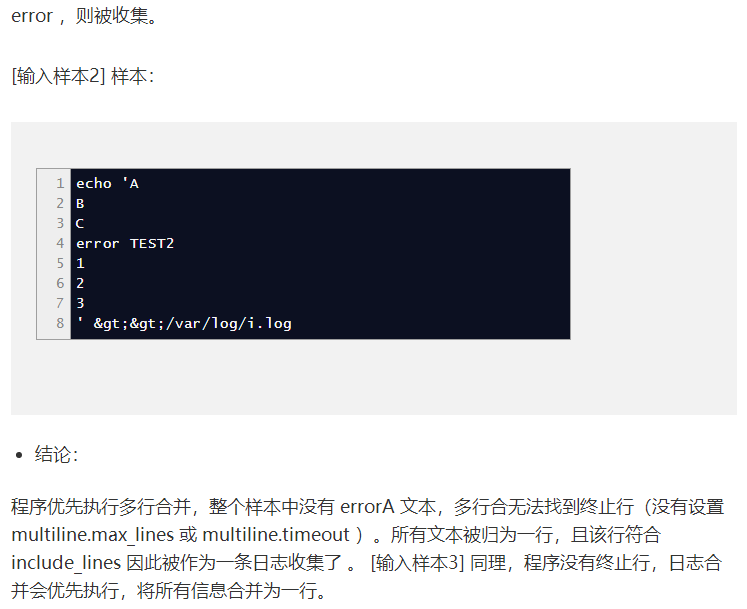 error ，则被收集。
[输入样本2] 样本：
1 echo 'A
2 B
3 C
4 error TEST2
5 1
6 2
7 3
8 ' &gt;&gt;/var/log/i.log
• 结论：
程序优先执行多行合并，整个样本中没有 errorA 文本，多行合无法找到终止行（没有设置
multiline.max_lines 或 multiline.timeout ）。所有文本被归为一行，且该行符合
include_lines 因此被作为一条日志收集了 。 [输入样本3] 同理，程序没有终止行，日志合
并会优先执行，将所有信息合并为一行。